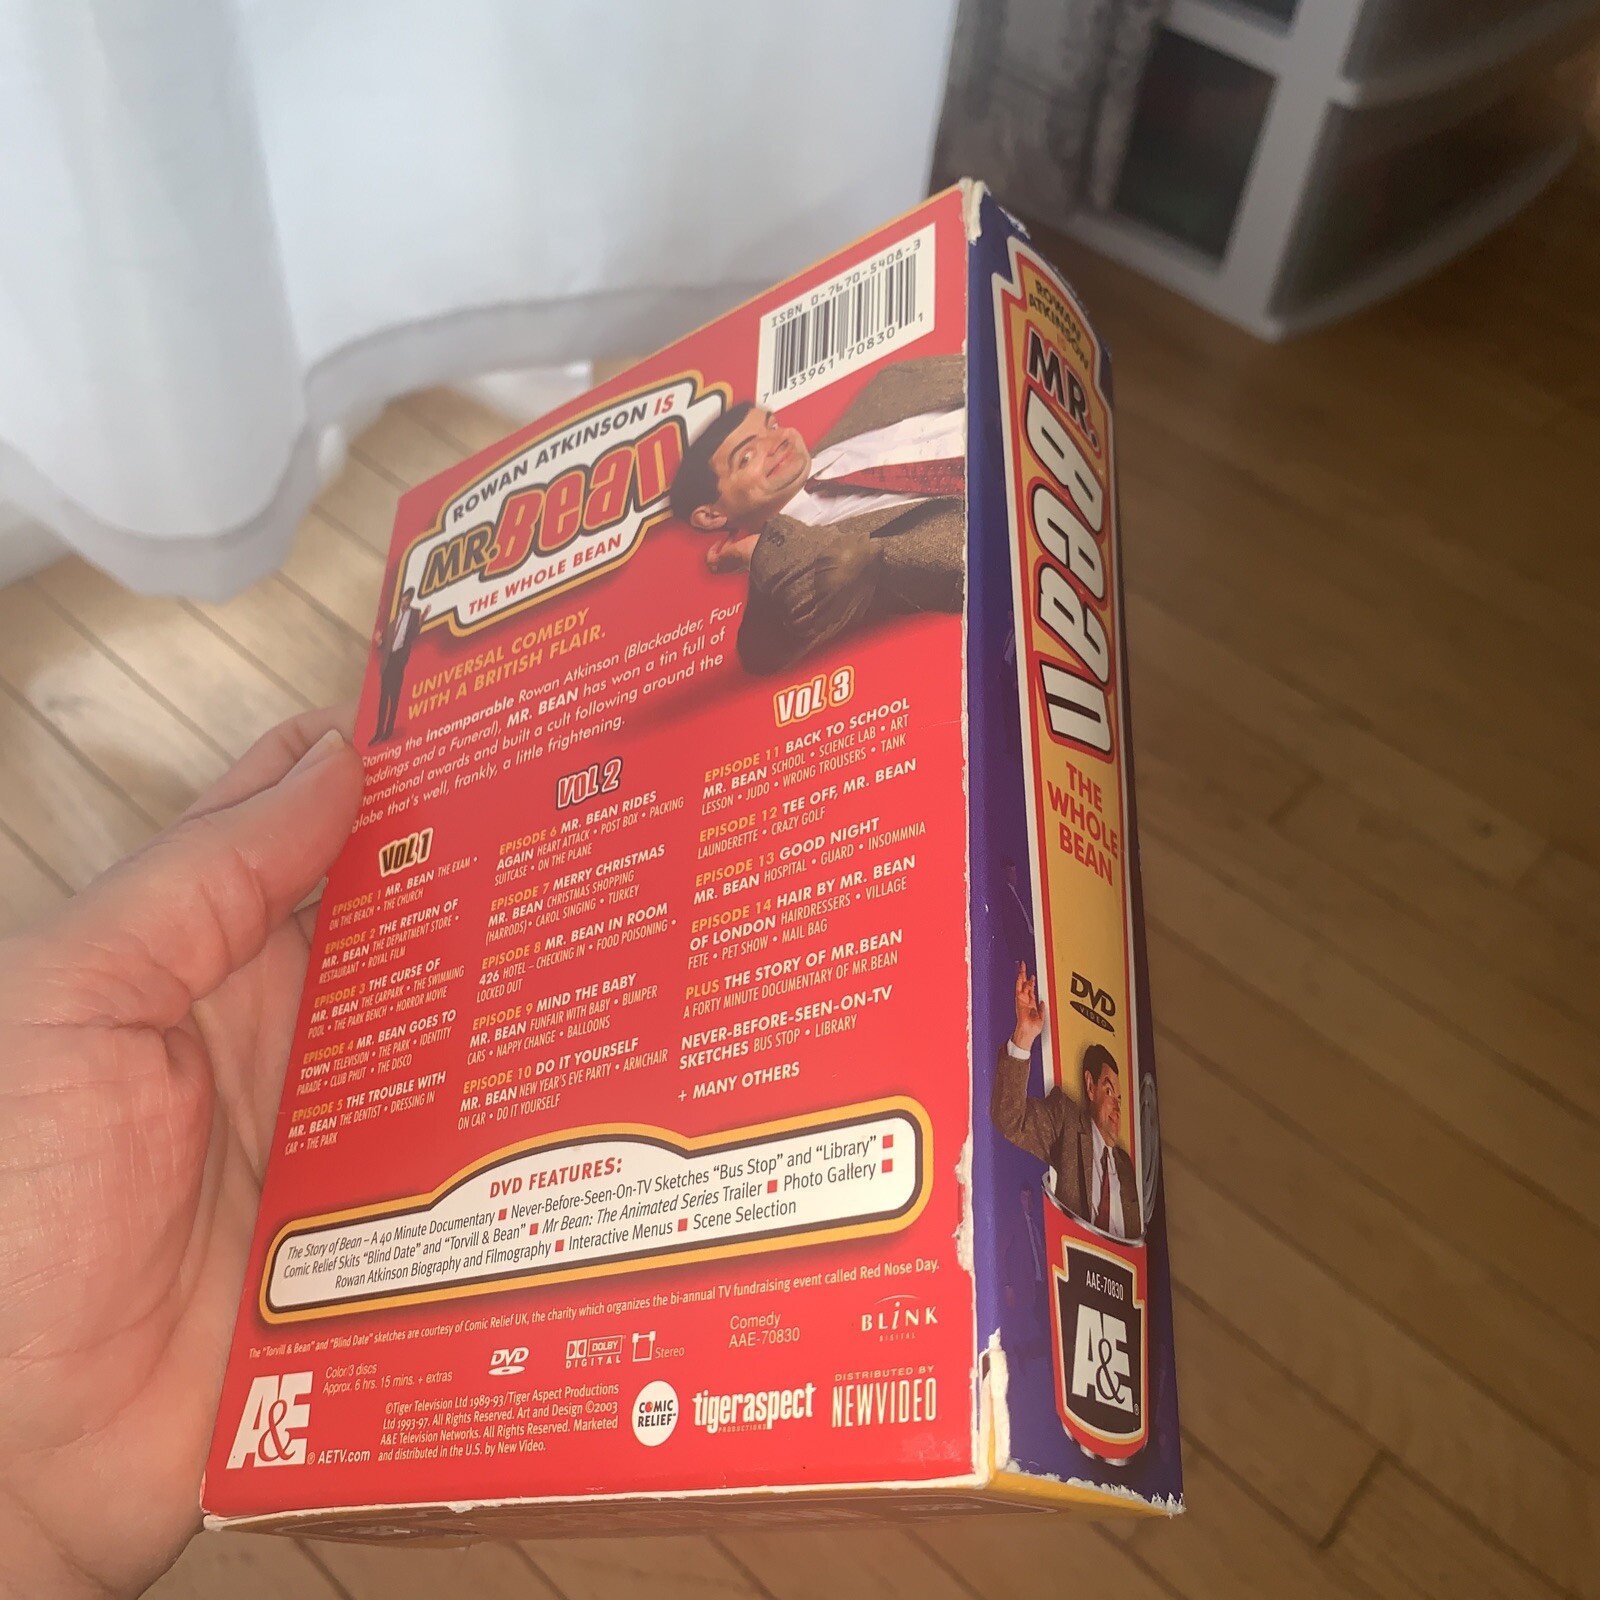 ISBN 0-7670-5408-3
7 33961 70830 1
ROWAN ATKINSON IS
MR. Bean
THE WHOLE BEAN
UNIVERSAL COMEDY
WITH A BRITISH FLAIR.
Starring the Incomparable Rowan Atkinson (Blackadder, Four
Weddings and a Funeral), MR. BEAN has won a tin full of
ternational awards and built a cult following around the
globe that's well, frankly, a little frightening.
VOL 1
EPISODE 1 MR. BEAN THE EXAM •
ON THE BEACH • THE CHURCH
EPISODE 2 THE RETURN OF
MR. BEAN THE DEPARTMENT STORE •
RESTAURANT • ROYAL FILM
EPISODE 3 THE CURSE OF
MR. BEAN THE CARPARK • THE SWIMMING
POOL • THE PARK BENCH • HORROR MOVIE
EPISODE 4 MR. BEAN GOES TO
TOWN TELEVISION • THE PARK • IDENTITY
PARADE • CLUB PHUT • THE DISCO
EPISODE 5 THE TROUBLE WITH
MR. BEAN THE DENTIST • DRESSING IN
CAR • THE PARK
VOL 2
EPISODE 6 MR. BEAN RIDES
AGAIN HEART ATTACK • POST BOX • PACKING
SUITCASE • ON THE PLANE
EPISODE 7 MERRY CHRISTMAS
MR. BEAN CHRISTMAS SHOPPING
(HARRODS) • CAROL SINGING • TURKEY
EPISODE 8 MR. BEAN IN ROOM
426 HOTEL – CHECKING IN • FOOD POISONING •
LOCKED OUT
EPISODE 9 MIND THE BABY
MR. BEAN FUNFAIR WITH BABY • BUMPER
CARS • NAPPY CHANGE • BALLOONS
EPISODE 10 DO IT YOURSELF
MR. BEAN NEW YEAR'S EVE PARTY • ARMCHAIR
ON CAR • DO IT YOURSELF
VOL 3
EPISODE 11 BACK TO SCHOOL
MR. BEAN SCHOOL • SCIENCE LAB • ART
LESSON • JUDO • WRONG TROUSERS • TANK
EPISODE 12 TEE OFF, MR. BEAN
LAUNDERETTE • CRAZY GOLF
EPISODE 13 GOOD NIGHT
MR. BEAN HOSPITAL • GUARD • INSOMMNIA
EPISODE 14 HAIR BY MR. BEAN
OF LONDON HAIRDRESSERS • VILLAGE
FETE • PET SHOW • MAIL BAG
PLUS THE STORY OF MR.BEAN
A FORTY MINUTE DOCUMENTARY OF MR.BEAN
NEVER-BEFORE-SEEN-ON-TV
SKETCHES BUS STOP • LIBRARY
+ MANY OTHERS
DVD FEATURES:
The Story of Bean – A 40 Minute Documentary ■ Never-Before-Seen-On-TV Sketches "Bus Stop" and "Library" ■
Comic Relief Skits "Blind Date" and "Torvill & Bean" ■ Mr Bean: The Animated Series Trailer ■ Photo Gallery ■
Rowan Atkinson Biography and Filmography ■ Interactive Menus ■ Scene Selection
The "Torvill & Bean" and "Blind Date" sketches are courtesy of Comic Relief UK, the charity which organizes the bi-annual TV fundraising event called Red Nose Day.
A&E
® AETV.com
Color/3 discs
Approx. 6 hrs. 15 mins. + extras
DVD
DOLBY
DIGITAL
Stereo
Comedy
AAE-70830
BLiNK
DIGITAL
©Tiger Television Ltd 1989-93/Tiger Aspect Productions
Ltd 1993-97. All Rights Reserved. Art and Design ©2003
A&E Television Networks. All Rights Reserved. Marketed
and distributed in the U.S. by New Video.
COMIC
RELIEF
tigeraspect
PRODUCTIONS
DISTRIBUTED BY
NEWVIDEO
ROWAN
ATKINSON
IS
MR.
Bean
THE
WHOLE
BEAN
DVD
VIDEO
AAE-70830
A&E